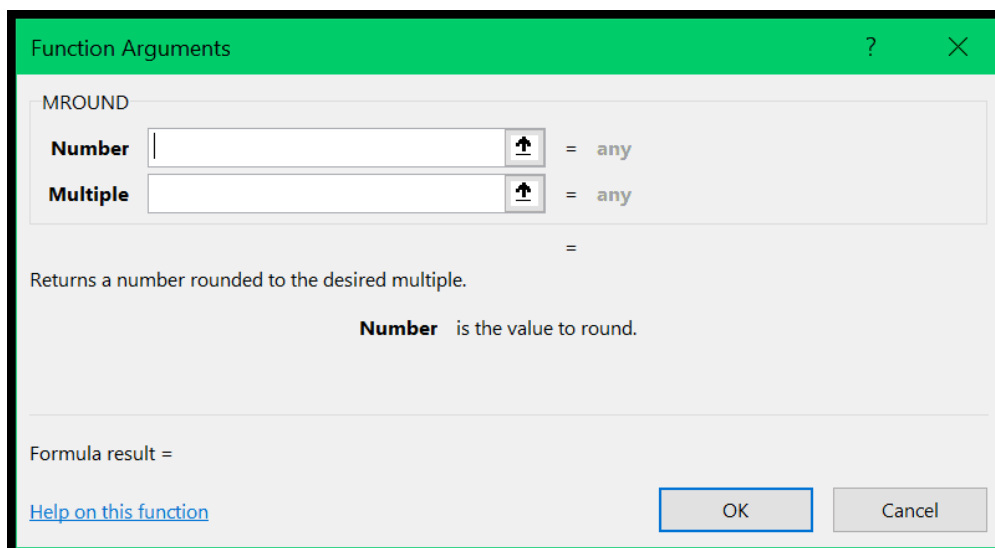 Function Arguments ?
MROUND
Number = any
Multiple = any
=
Returns a number rounded to the desired multiple.
Number is the value to round.
Formula result =
Help on this function OK Cancel